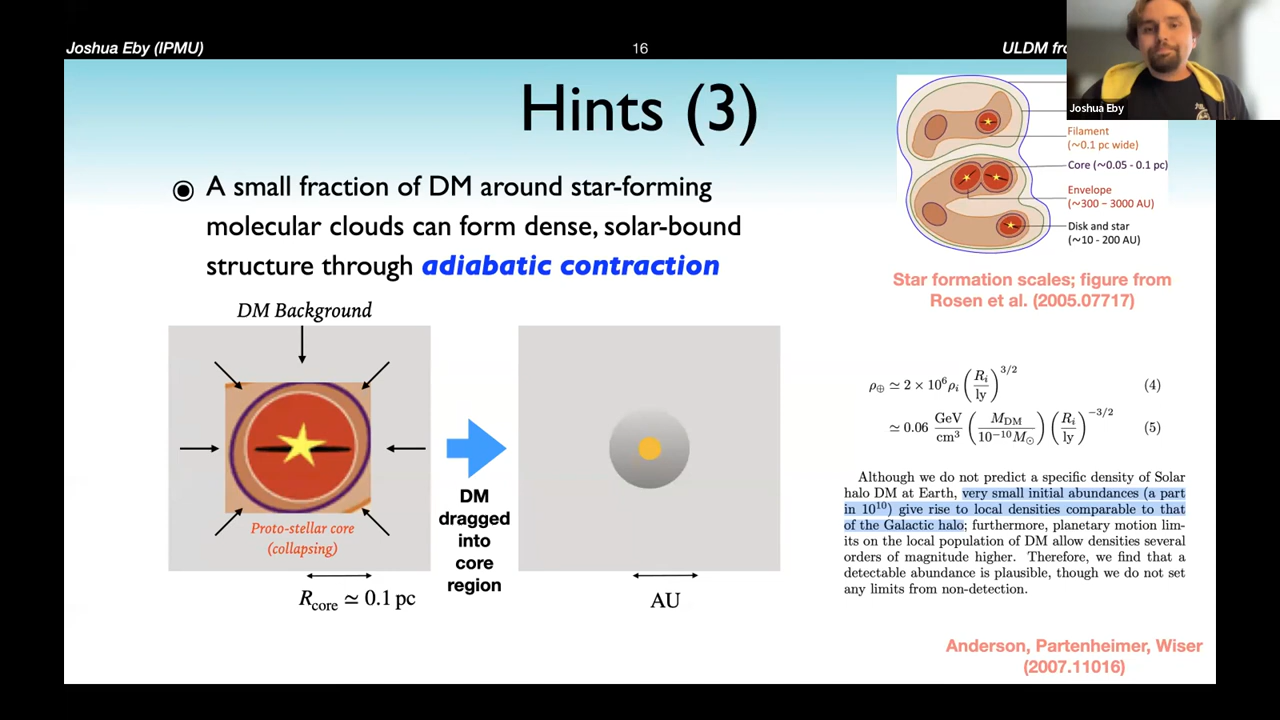 Joshua Eby (IPMU)
16
ULDM fro
Joshua Eby
Hints (3)
A small fraction of DM around star-forming
molecular clouds can form dense, solar-bound
structure through adiabatic contraction
Filament
(~0.1 pc wide)
Core (~0.05 - 0.1 pc)
Envelope
(~300 – 3000 AU)
Disk and star
(~10 - 200 AU)
Star formation scales; figure from
Rosen et al. (2005.07717)
DM Background
Proto-stellar core
(collapsing)
R_core ≃ 0.1 pc
DM
dragged
into
core
region
AU
ρ_⊕ ≃ 2 × 10^6 ρ_i (R_i/ly)^{3/2} (4)
≃ 0.06 GeV/cm^3 (M_DM/10^{-10} M_⊙) (R_i/ly)^{-3/2} (5)
Although we do not predict a specific density of Solar
halo DM at Earth, very small initial abundances (a part
in 10^{10}) give rise to local densities comparable to that
of the Galactic halo; furthermore, planetary motion lim-
its on the local population of DM allow densities several
orders of magnitude higher. Therefore, we find that a
detectable abundance is plausible, though we do not set
any limits from non-detection.
Anderson, Partenheimer, Wiser
(2007.11016)